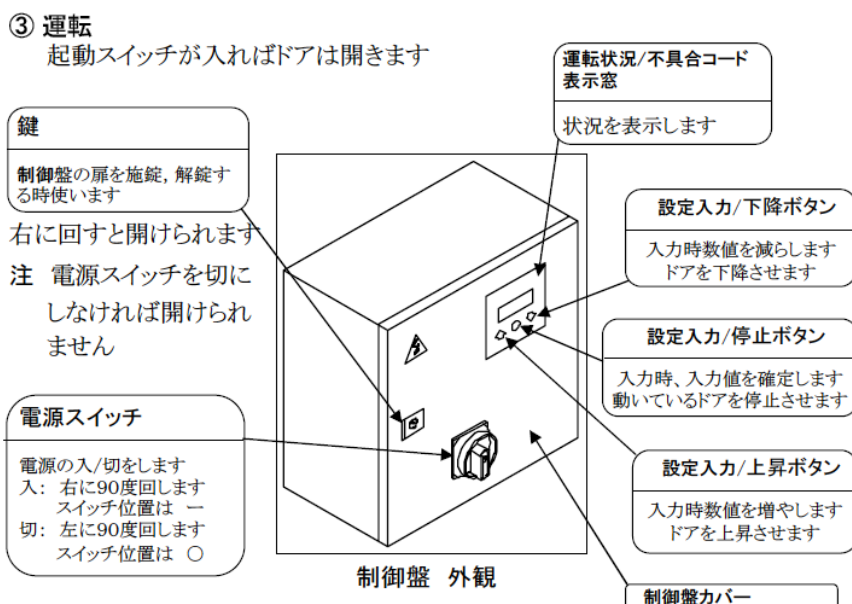 ③ 運転
起動スイッチが入ればドアは開きます
運転状況/不具合コード
表示窓
状況を表示します
鍵
制御盤の扉を施錠, 解錠す
る時使います
右に回すと開けられます
注 電源スイッチを切に
しなければ開けられ
ません
設定入力/下降ボタン
入力時数値を減らします
ドアを下降させます
設定入力/停止ボタン
入力時、入力値を確定します
動いているドアを停止させます
電源スイッチ
電源の入/切をします
入: 右に90度回します
スイッチ位置は ー
切: 左に90度回します
スイッチ位置は ○
設定入力/上昇ボタン
入力時数値を増やします
ドアを上昇させます
制御盤 外観
制御盤カバー